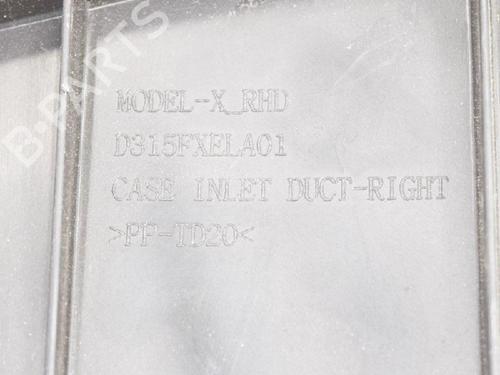 B-PARTS
MODEL-X_RHD
D315FXELA01
CASE INLET DUCT-RIGHT
>PP-TD20<